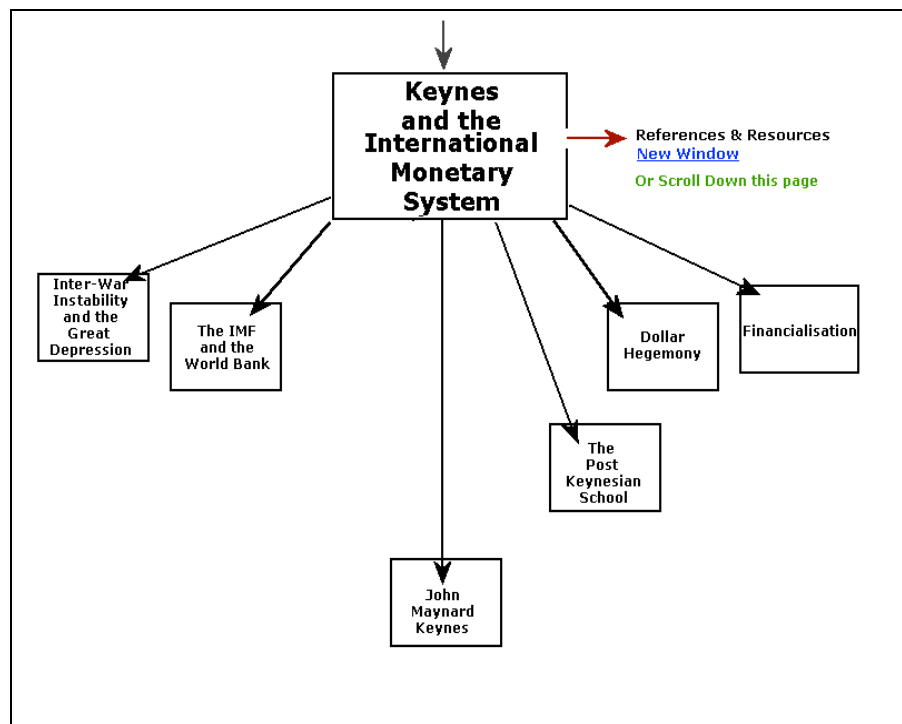 Keynes
and the
International
Monetary
System
References & Resources
New Window
Or Scroll Down this page
Inter-War
Instability
and the
Great
Depression
The IMF
and the
World Bank
Dollar
Hegemony
Financialisation
The
Post
Keynesian
School
John
Maynard
Keynes